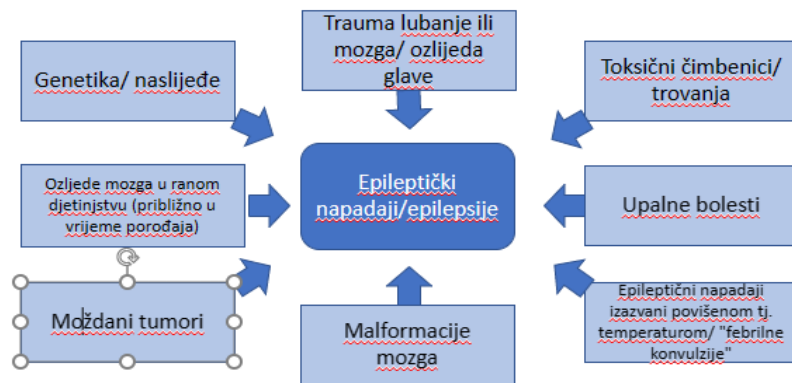 Genetika/ naslijeđe
Trauma lubanje ili
mozga/ ozlijeda
glave
Toksični čimbenici/
trovanja
Ozljede mozga u ranom
djetinjstvu (približno u
vrijeme porođaja)
Epileptički
napadaji/epilepsije
Upalne bolesti
Moždani tumori
Malformacije
mozga
Epileptični napadaji
izazvani povišenom tj.
temperaturom/ "febrilne
konvulzije"